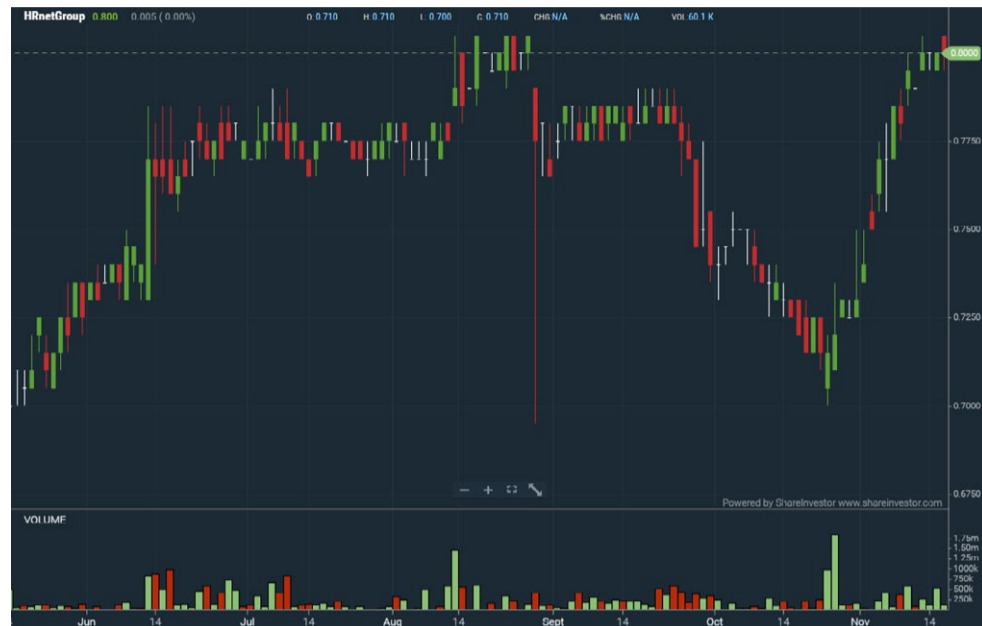 HRnetGroup 0.800 0.005 ( 0.00%) O. 0.710 H. 0.710 L. 0.700 C. 0.710 CHG N/A %CHG N/A VOL. 60.1 K
0.8000
0.7750
0.7500
0.7250
0.7000
0.6750
Powered by ShareInvestor www.shareinvestor.com
VOLUME
1.75m
1.50m
1.25m
1000k
750k
500k
250k
Jun 14 Jul 14 Aug 14 Sept 14 Oct 14 Nov 14